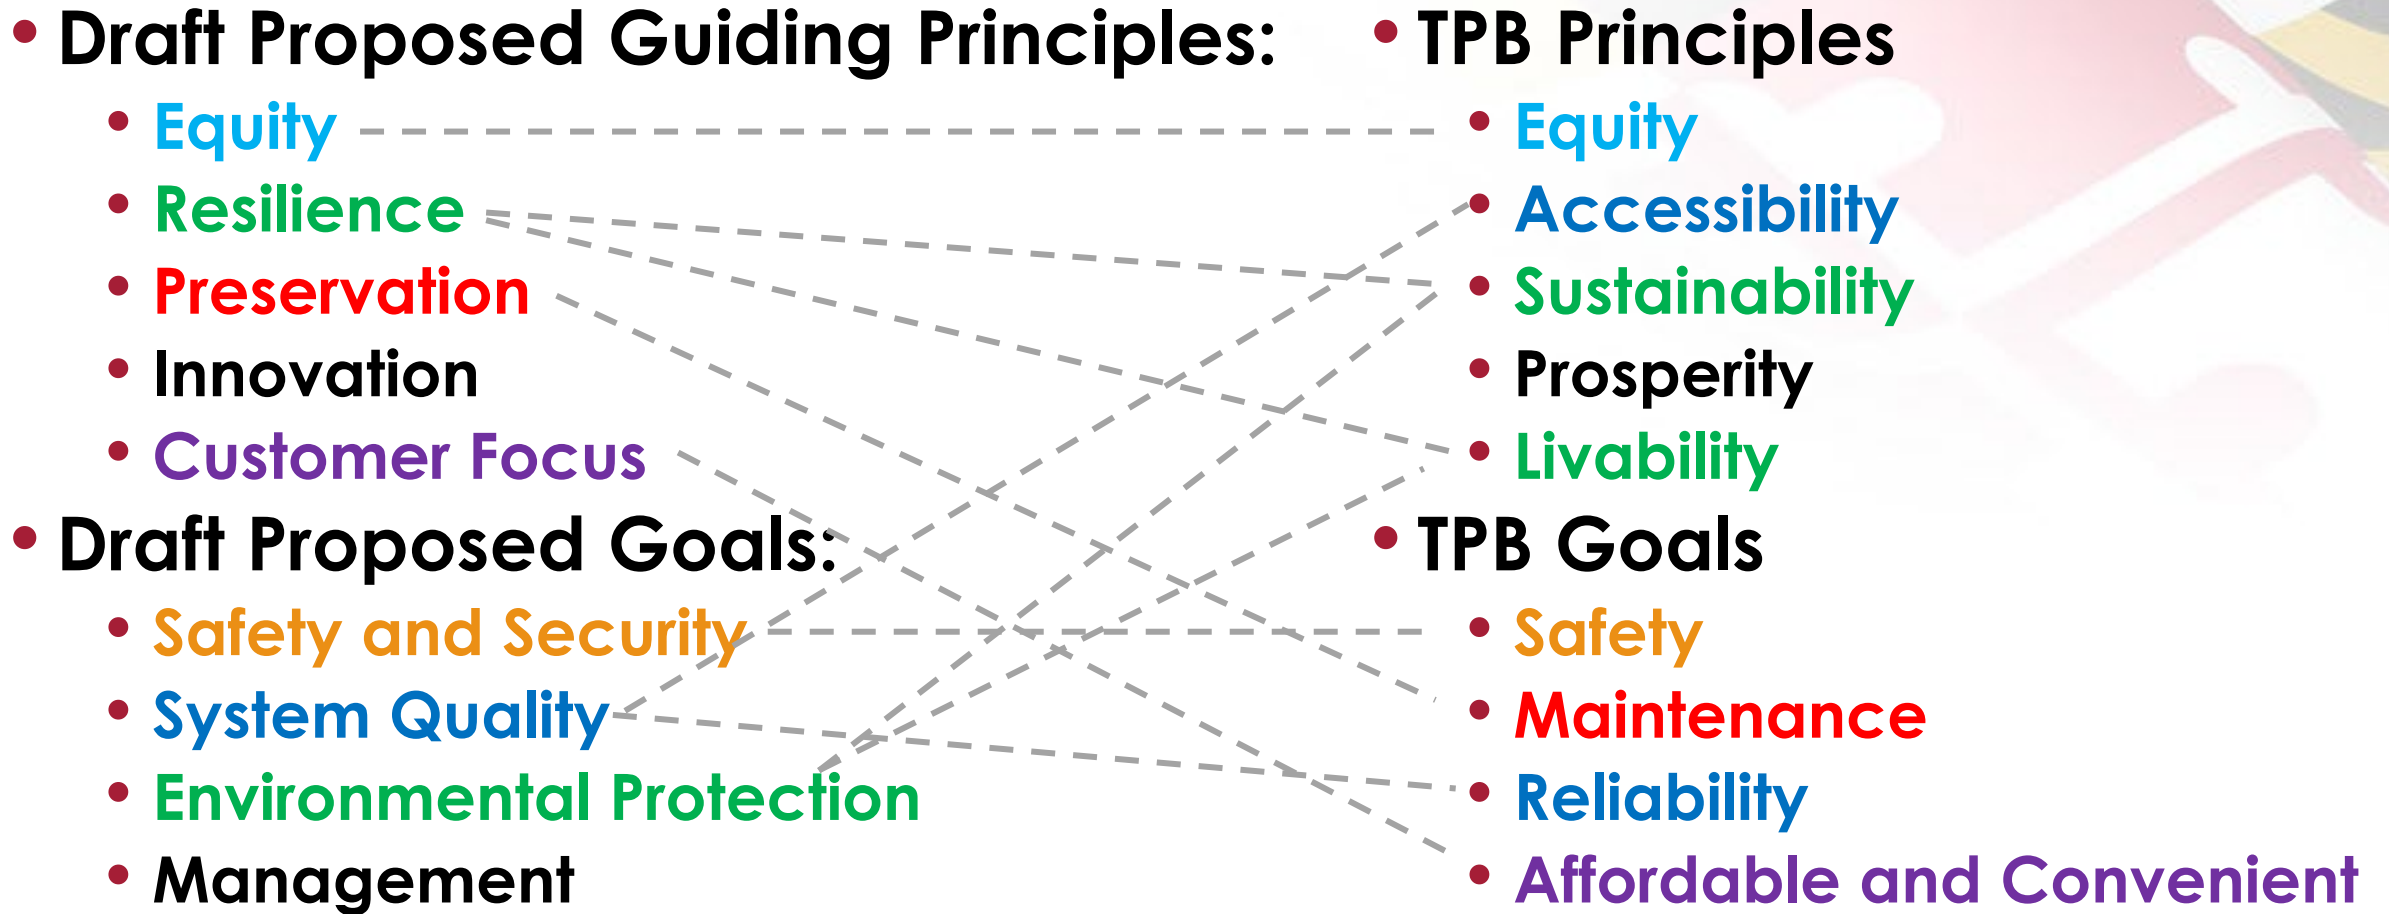 • Draft Proposed Guiding Principles:
• Equity
• Resilience
• Preservation
• Innovation
• Customer Focus
• Draft Proposed Goals:
• Safety and Security
• System Quality
• Environmental Protection
• Management
• TPB Principles
• Equity
• Accessibility
• Sustainability
• Prosperity
• Livability
• TPB Goals
• Safety
• Maintenance
• Reliability
• Affordable and Convenient